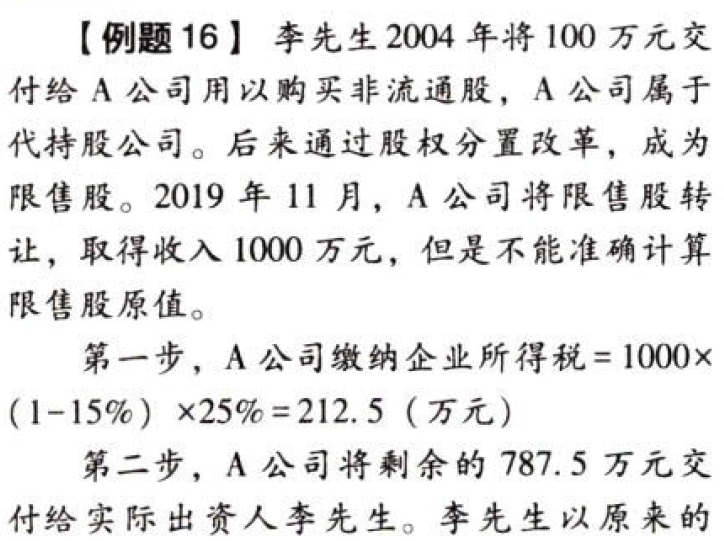 【例题16】 李先生2004年将100万元交
付给A公司用以购买非流通股，A公司属于
代持股公司。后来通过股权分置改革，成为
限售股。2019年11月，A公司将限售股转
让，取得收入1000万元，但是不能准确计算
限售股原值。
第一步，A公司缴纳企业所得税=1000×
(1-15%) ×25%=212.5（万元）
第二步，A公司将剩余的787.5万元交
付给实际出资人李先生。李先生以原来的